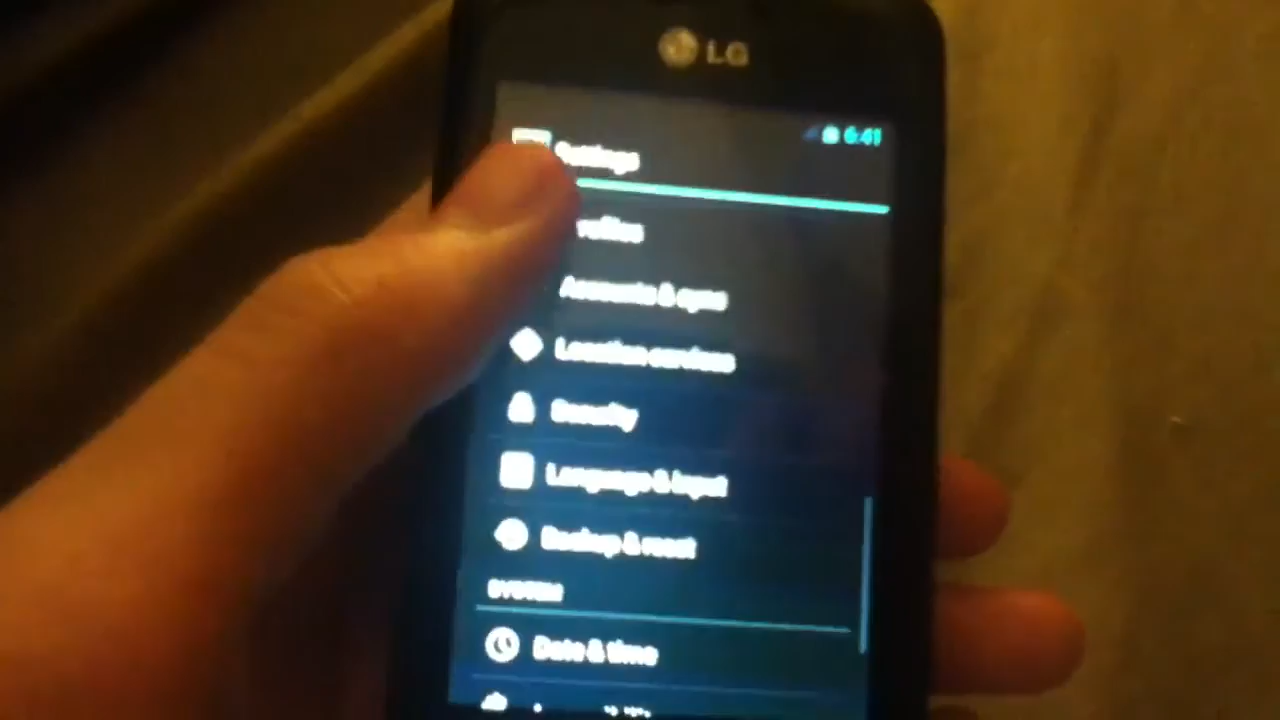 LG
6:41
Settings
Accounts & sync
Location services
Security
Language & input
Backup & reset
SYSTEM
Date & time